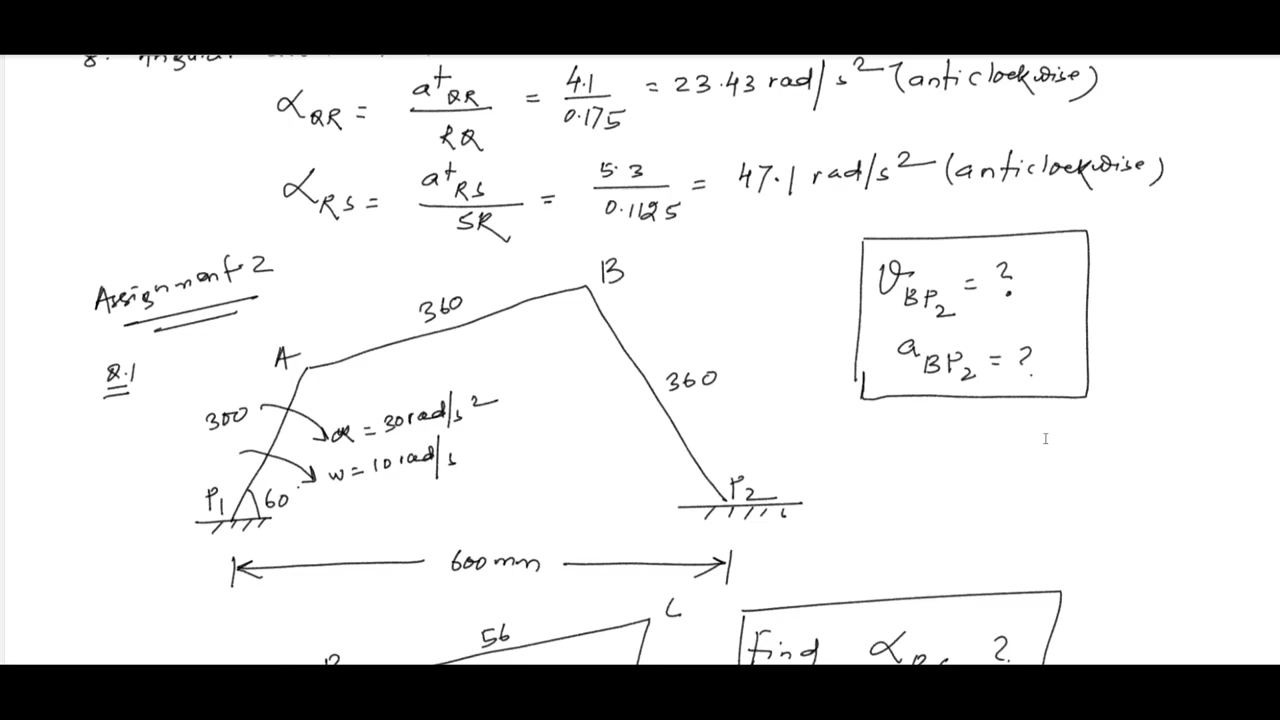 8. Angular
α_QR = a^t_QR / RQ = 4.1 / 0.175 = 23.43 rad/s² (anticlockwise)
α_RS = a^t_RS / SR = 5.3 / 0.1125 = 47.1 rad/s² (anticlockwise)
Assignment-2
Q.1
B
360
A
300
α = 30 rad/s²
ω = 10 rad/s
360
P₁
60°
P₂
600 mm
V_BP₂ = ?
a_BP₂ = ?
C
56
B
Find α ?